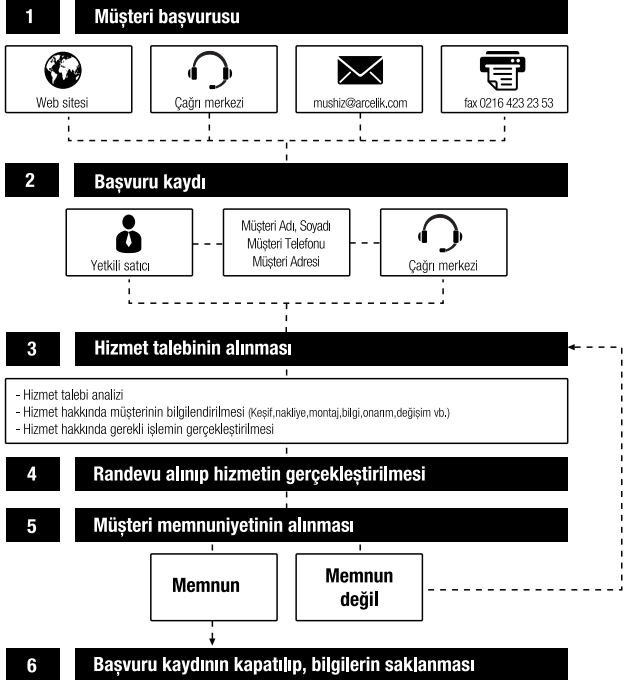 1 Müşteri başvurusu
Web sitesi
Çağrı merkezi
mushiz@arcelik.com
fax 0216 423 23 53
2 Başvuru kaydı
Yetkili satıcı
Müşteri Adı, Soyadı
Müşteri Telefonu
Müşteri Adresi
Çağrı merkezi
3 Hizmet talebinin alınması
- Hizmet talebi analizi
- Hizmet hakkında müşterinin bilgilendirilmesi (Keşif,nakliye,montaj,bilgi,onarım,değişim vb.)
- Hizmet hakkında gerekli işlemin gerçekleştirilmesi
4 Randevu alınıp hizmetin gerçekleştirilmesi
5 Müşteri memnuniyetinin alınması
Memnun
Memnun
değil
6 Başvuru kaydının kapatılıp, bilgilerin saklanması